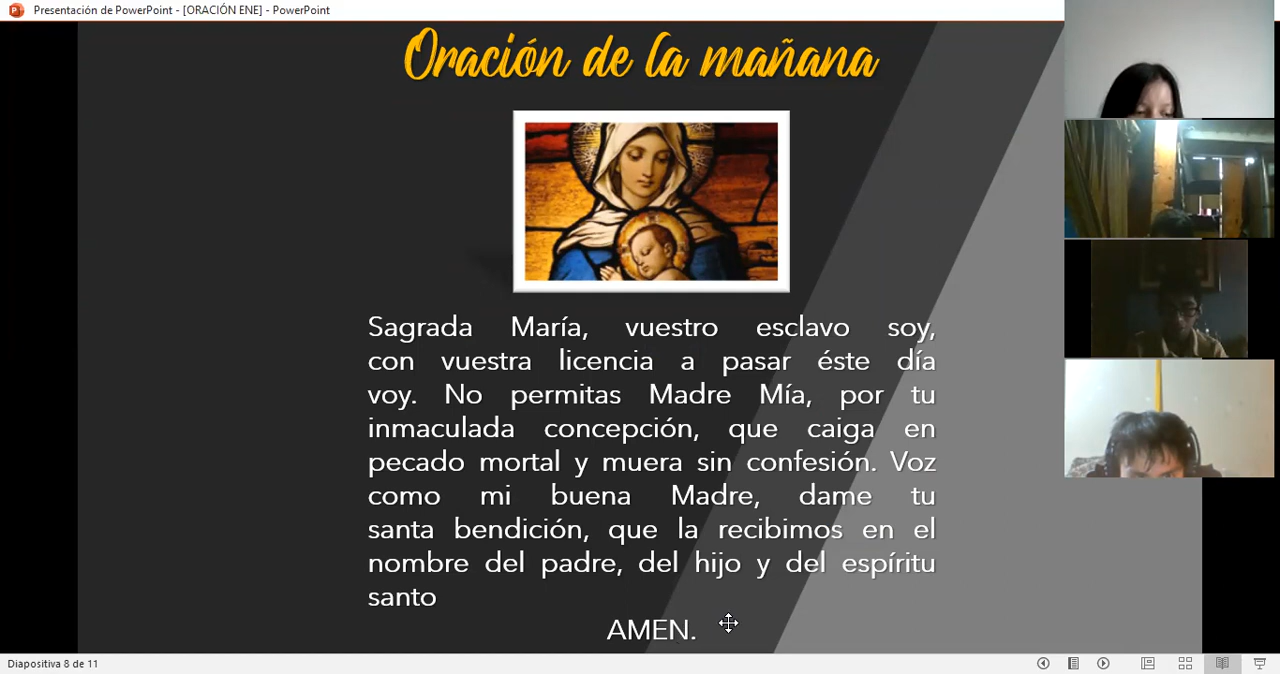 Presentación de PowerPoint - [ORACIÓN ENE] - PowerPoint
Oración de la mañana
Sagrada María, vuestro esclavo soy,
con vuestra licencia a pasar éste día
voy. No permitas Madre Mía, por tu
inmaculada concepción, que caiga en
pecado mortal y muera sin confesión. Voz
como mi buena Madre, dame tu
santa bendición, que la recibimos en el
nombre del padre, del hijo y del espíritu
santo
AMEN.
Diapositiva 8 de 11